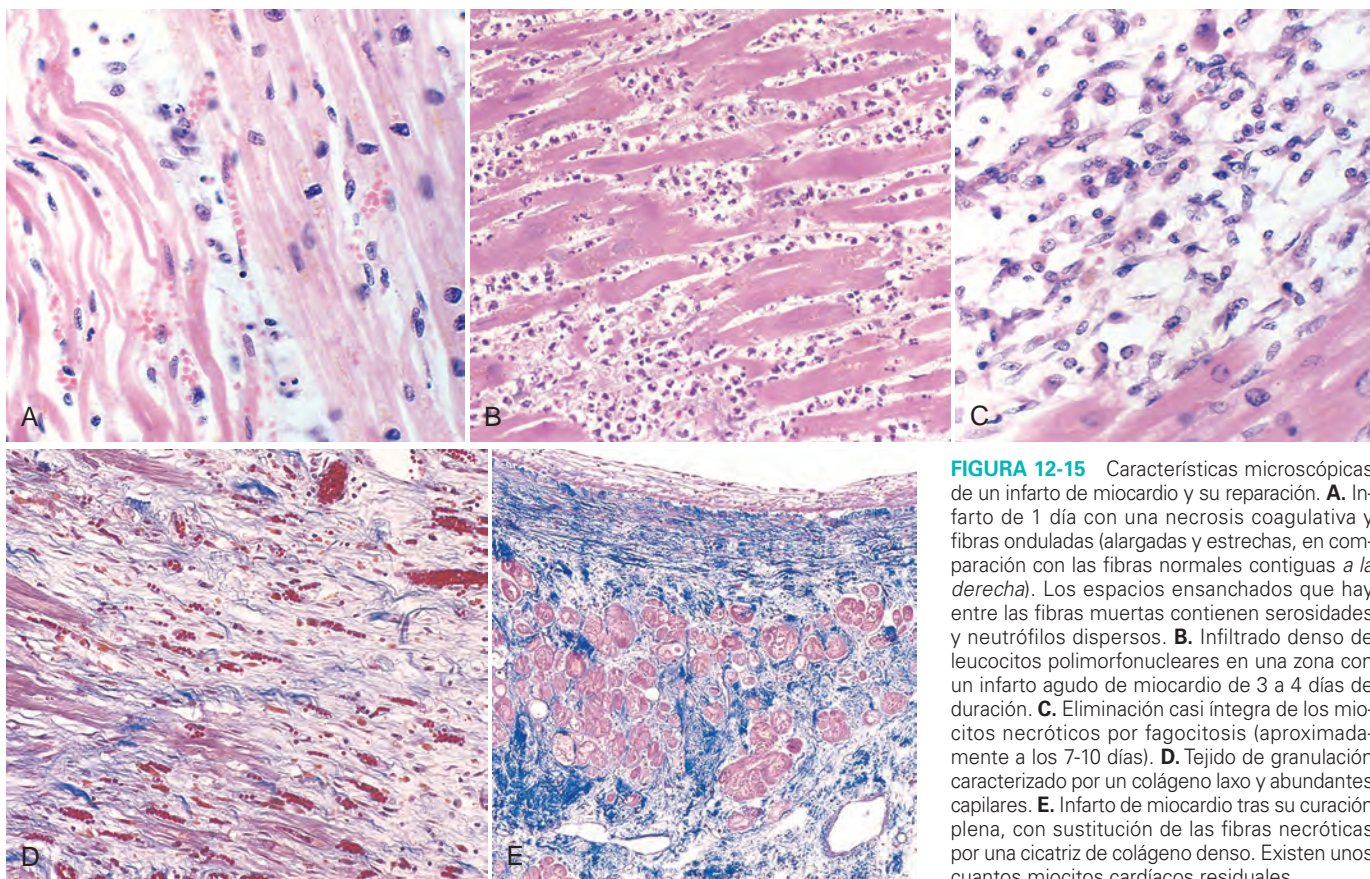 A
B
C
D
E
FIGURA 12-15 Características microscópicas
de un infarto de miocardio y su reparación. A. In-
farto de 1 día con una necrosis coagulativa y
fibras onduladas (alargadas y estrechas, en com-
paración con las fibras normales contiguas a la
derecha). Los espacios ensanchados que hay
entre las fibras muertas contienen serosidades
y neutrófilos dispersos. B. Infiltrado denso de
leucocitos polimorfonucleares en una zona con
un infarto agudo de miocardio de 3 a 4 días de
duración. C. Eliminación casi íntegra de los mio-
citos necróticos por fagocitosis (aproximada-
mente a los 7-10 días). D. Tejido de granulación
caracterizado por un colágeno laxo y abundantes
capilares. E. Infarto de miocardio tras su curación
plena, con sustitución de las fibras necróticas
por una cicatriz de colágeno denso. Existen unos
cuantos miocitos cardíacos residuales.